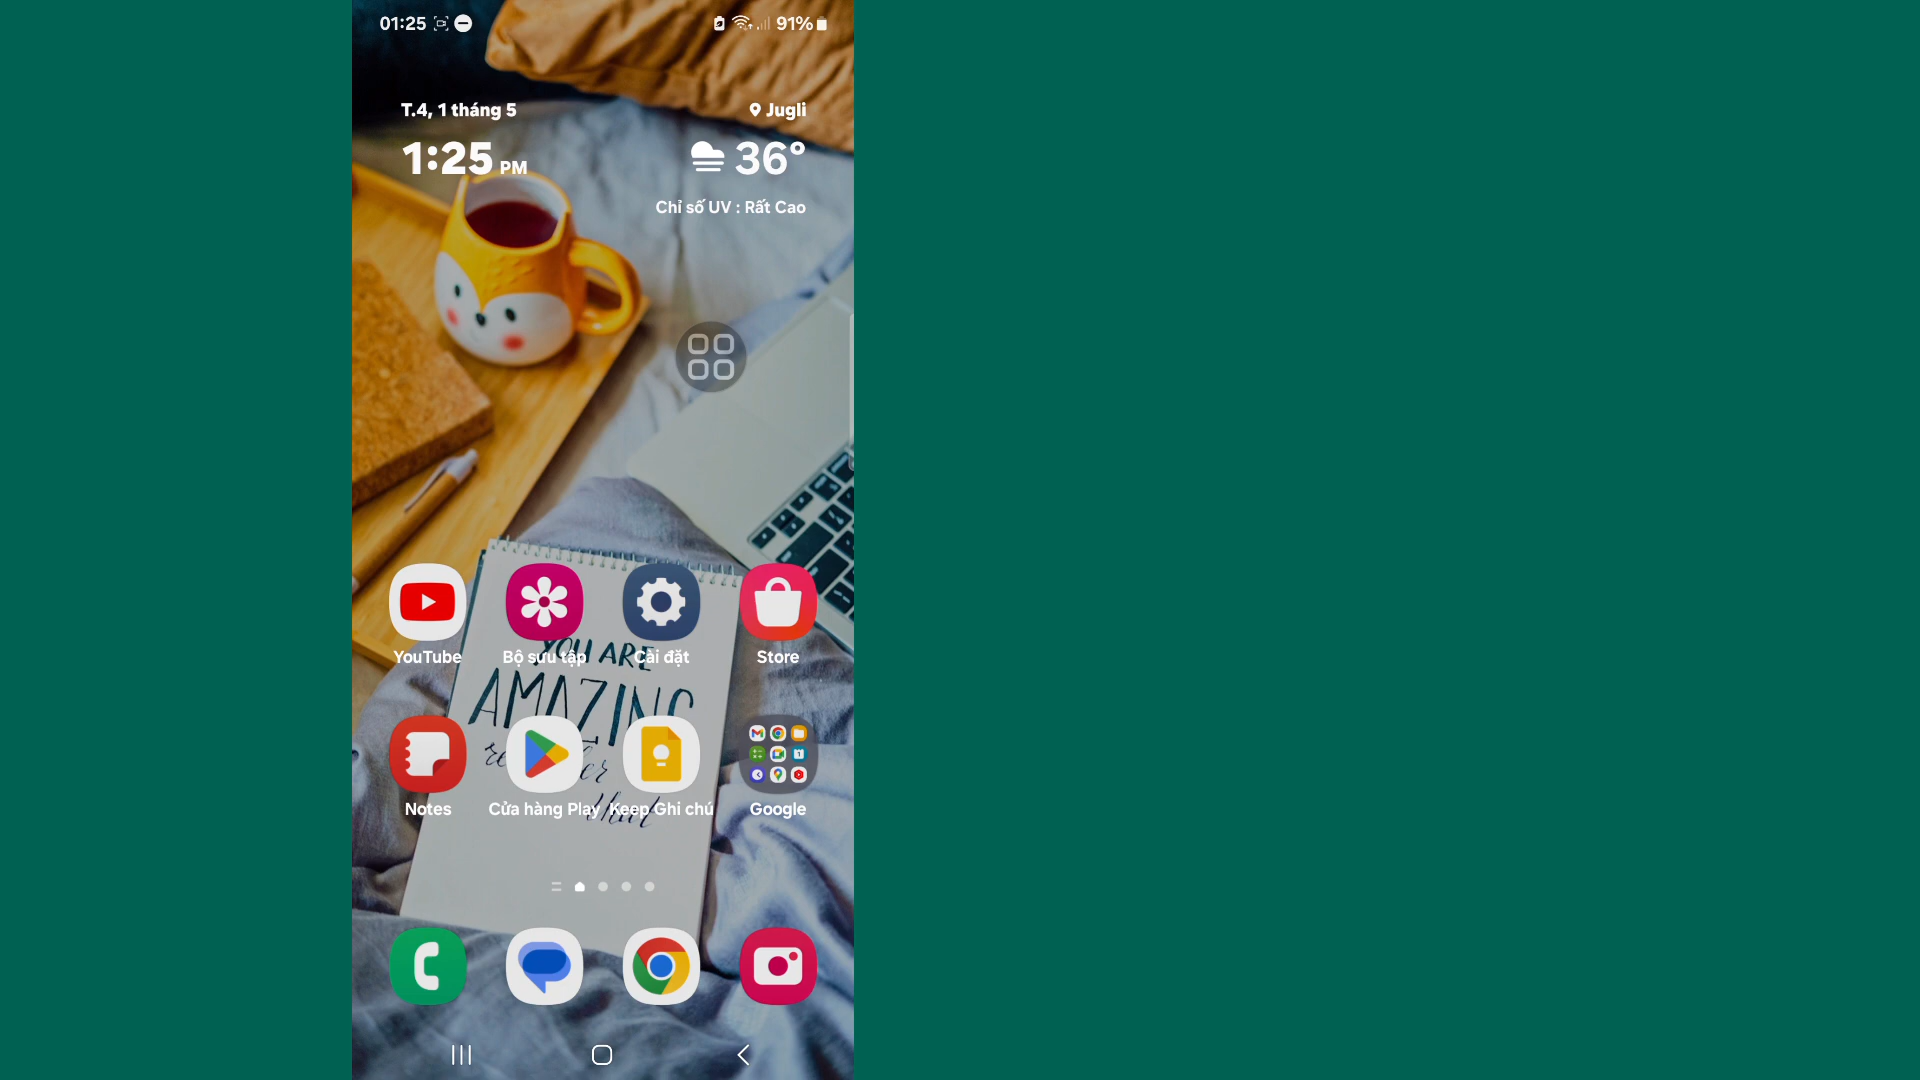 01:25
91%
T.4, 1 tháng 5
Jugli
1:25 PM
36°
Chỉ số UV : Rất Cao
YOU ARE
AMAZING
YouTube
Bộ sưu tập
Cài đặt
Store
Notes
Cửa hàng Play
Keep Ghi chú
Google
that